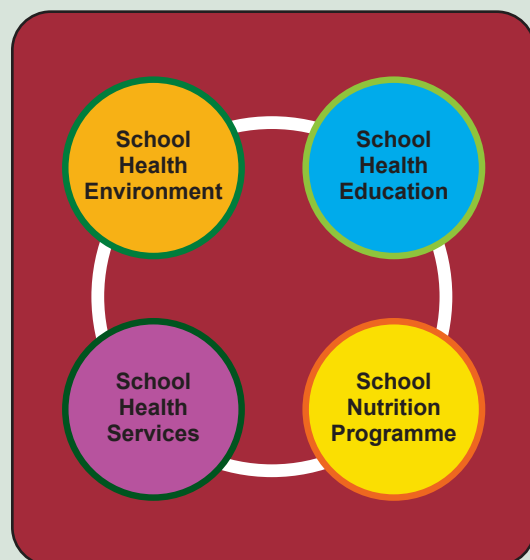 School
Health
Environment
School
Health
Education
School
Health
Services
School
Nutrition
Programme